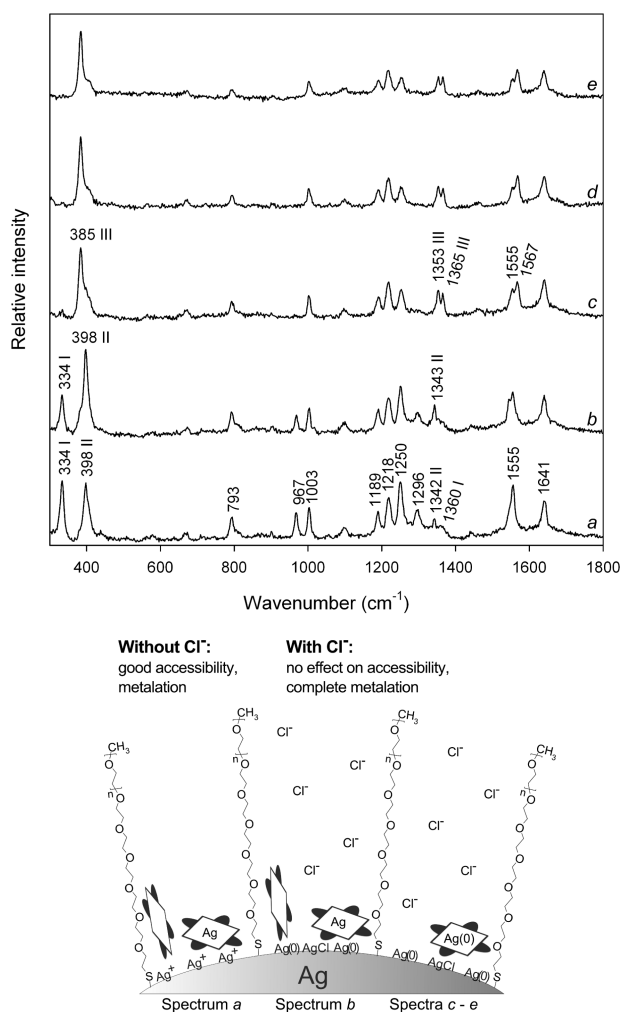 Relative intensity
e
d
385 III
1353 III
1365 III
1555
1567
c
334 I
398 II
1343 II
b
334 I
398 II
793
967
1003
1189
1218
1250
1296
1342 II
1360 I
1555
1641
a
400 600 800 1000 1200 1400 1600 1800
Wavenumber (cm-1)
Without Cl-: With Cl-:
good accessibility, no effect on accessibility,
metalation complete metalation
CH3
O
n
O
O
O
O
O
S
CH3
O
n
O
O
O
O
O
S
CH3
O
n
O
O
O
O
O
S
CH3
O
n
O
O
O
O
O
S
Cl-
Cl-
Cl-
Cl-
Cl-
Cl-
Cl-
Cl-
Cl-
Cl-
Ag
Ag
Ag(0)
Ag+ Ag+ Ag+
Ag(0) AgCl Ag(0)
Ag(0) AgCl Ag(0)
Ag
Spectrum a Spectrum b Spectra c - e